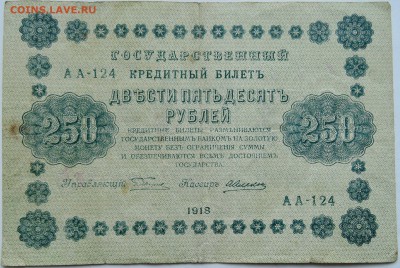 COINS.LAVE.RU
ГОСУДАРСТВЕННЫЙ
АА-124 КРЕДИТНЫЙ БИЛЕТЪ
ДВѢСТИ ПЯТЬДЕСЯТЪ
РУБЛЕЙ
250 250
КРЕДИТНЫЕ БИЛЕТЫ РАЗМѢНИВАЮТСЯ
ГОСУДАРСТВЕННЫМЪ БАНКОМЪ НА ЗОЛОТУЮ
МОНЕТУ БЕЗЪ ОГРАНИЧЕНІЯ СУММЫ
И ОБЕЗПЕЧИВАЮТСЯ ВСѢМЪ ДОСТОЯНІЕМЪ
ГОСУДАРСТВА.
Управляющій Кассиръ
АА-124
1918